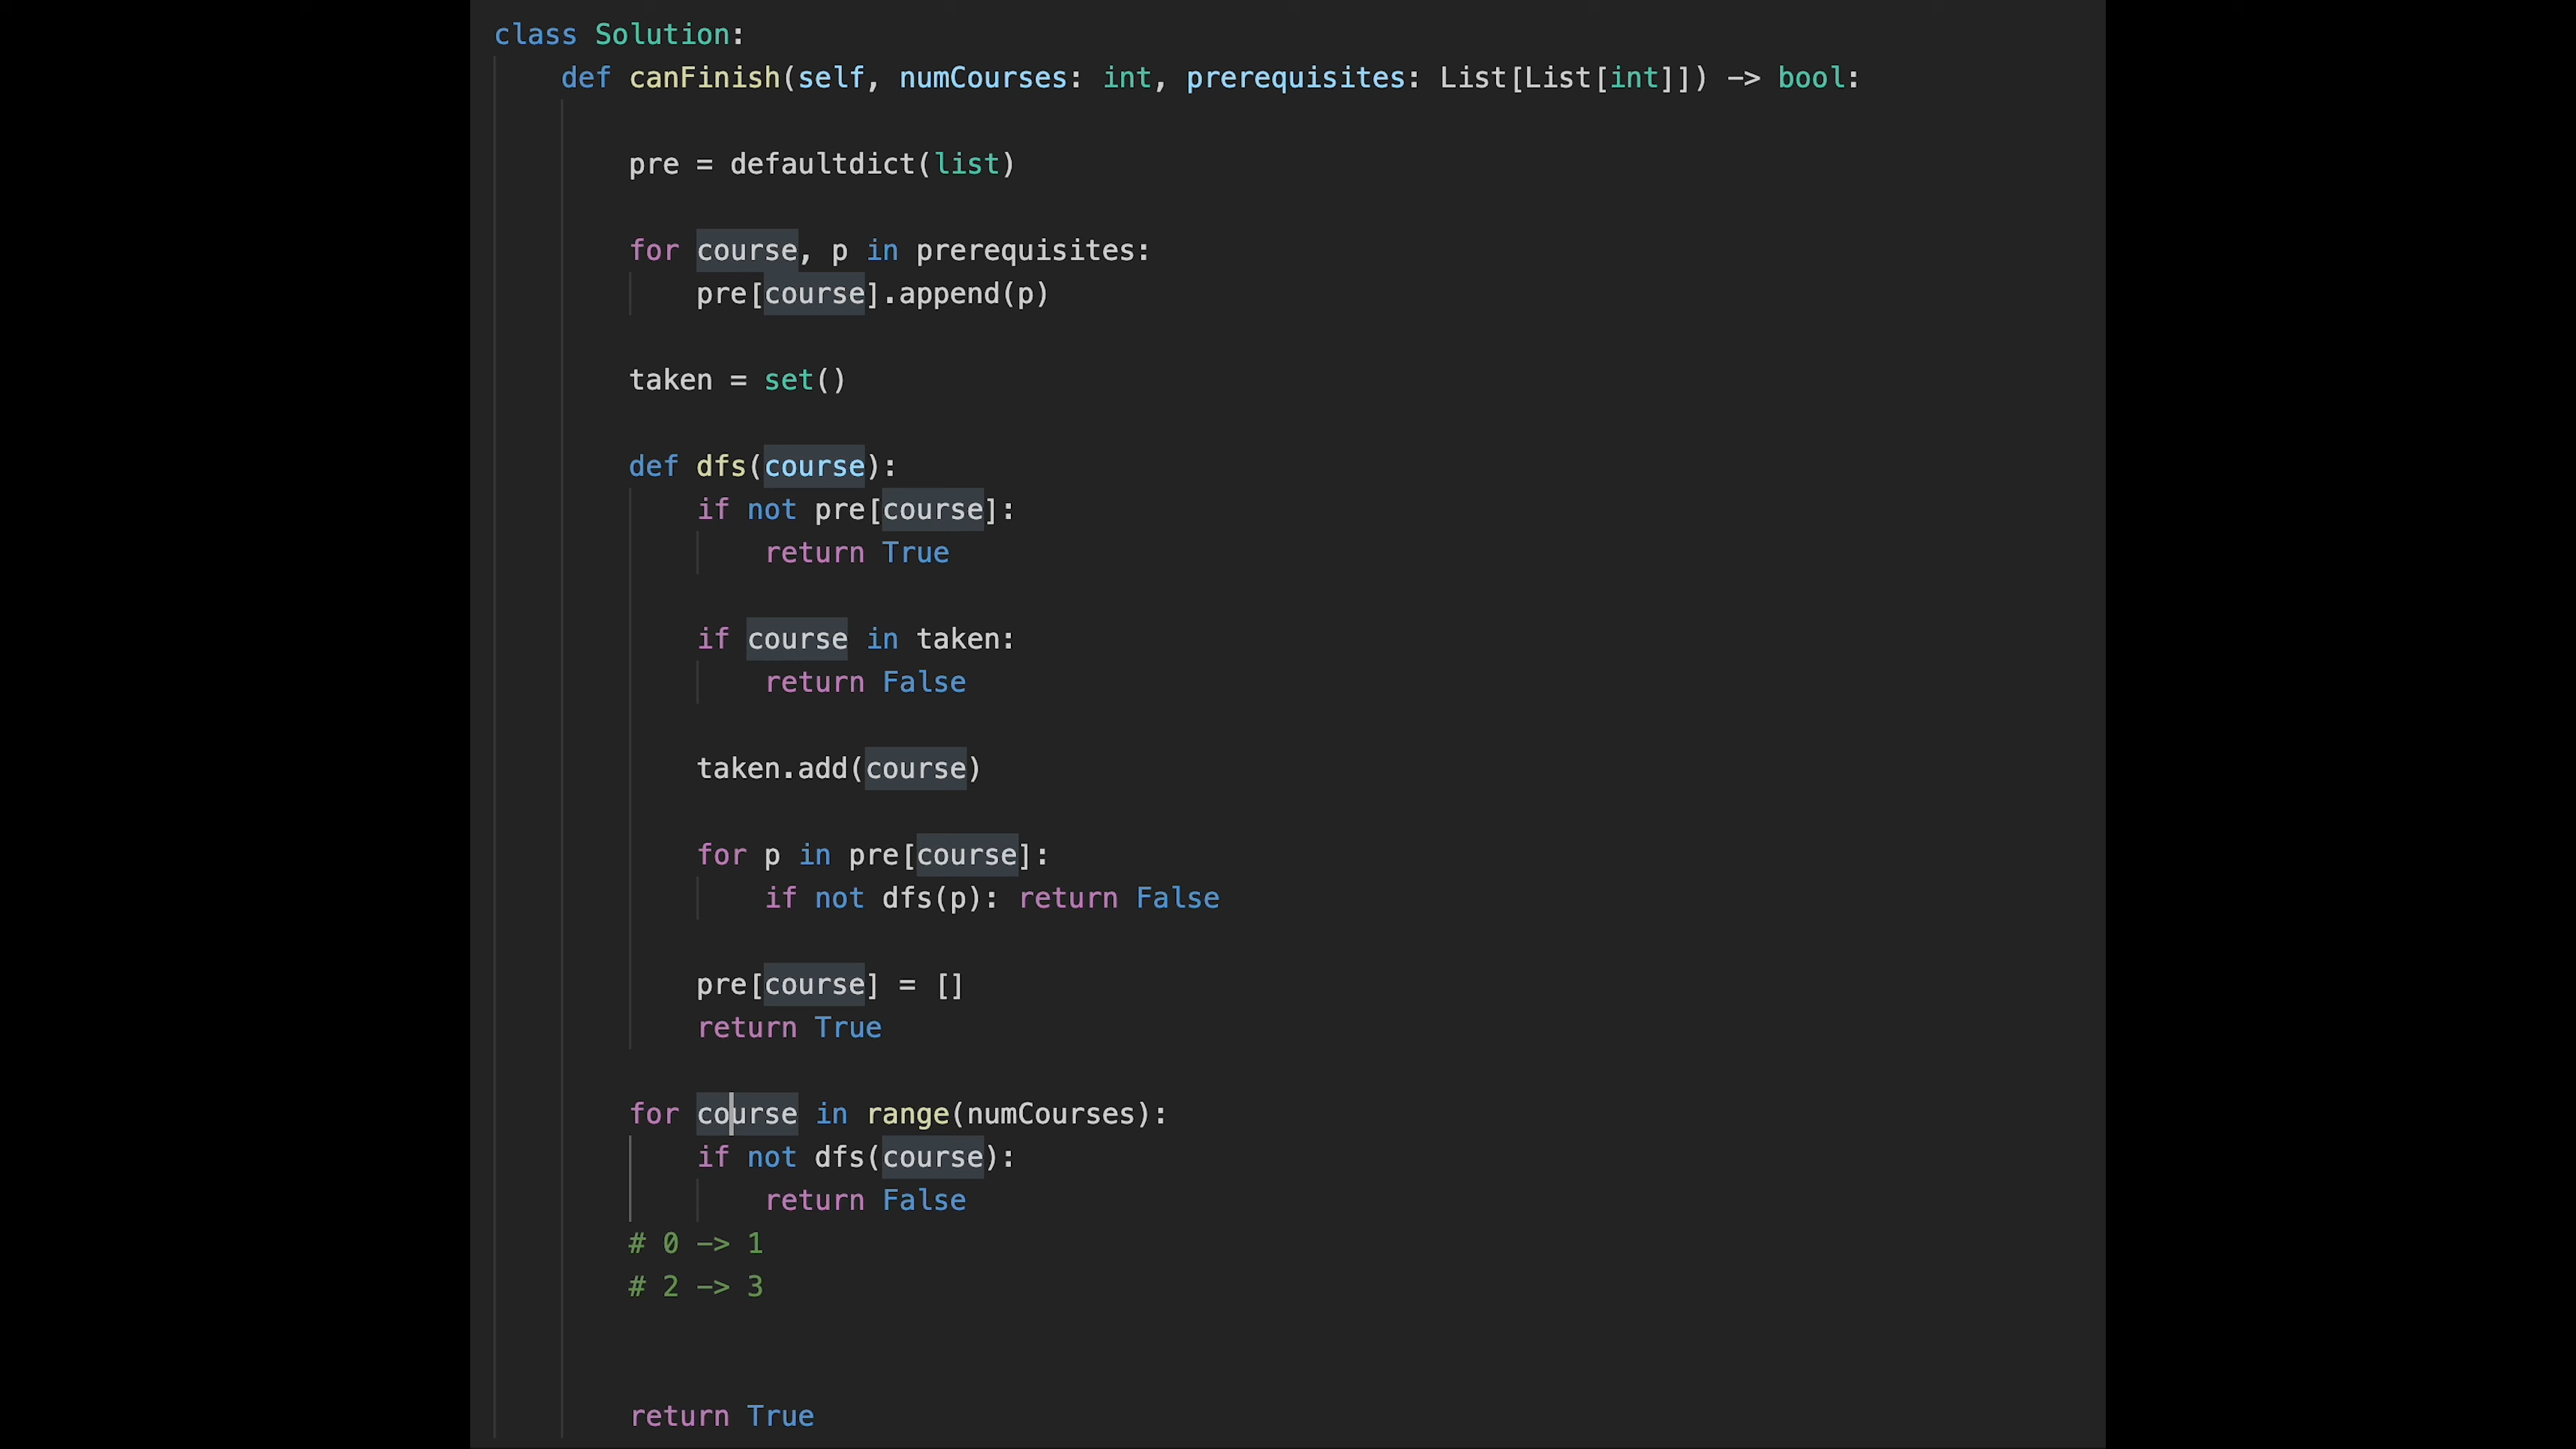 class Solution:
    def canFinish(self, numCourses: int, prerequisites: List[List[int]]) -> bool:
        pre = defaultdict(list)
        for course, p in prerequisites:
            pre[course].append(p)
        taken = set()
        def dfs(course):
            if not pre[course]:
                return True
            if course in taken:
                return False
            taken.add(course)
            for p in pre[course]:
                if not dfs(p): return False
            pre[course] = []
            return True
        for course in range(numCourses):
            if not dfs(course):
                return False
        # 0 -> 1
        # 2 -> 3
        return True